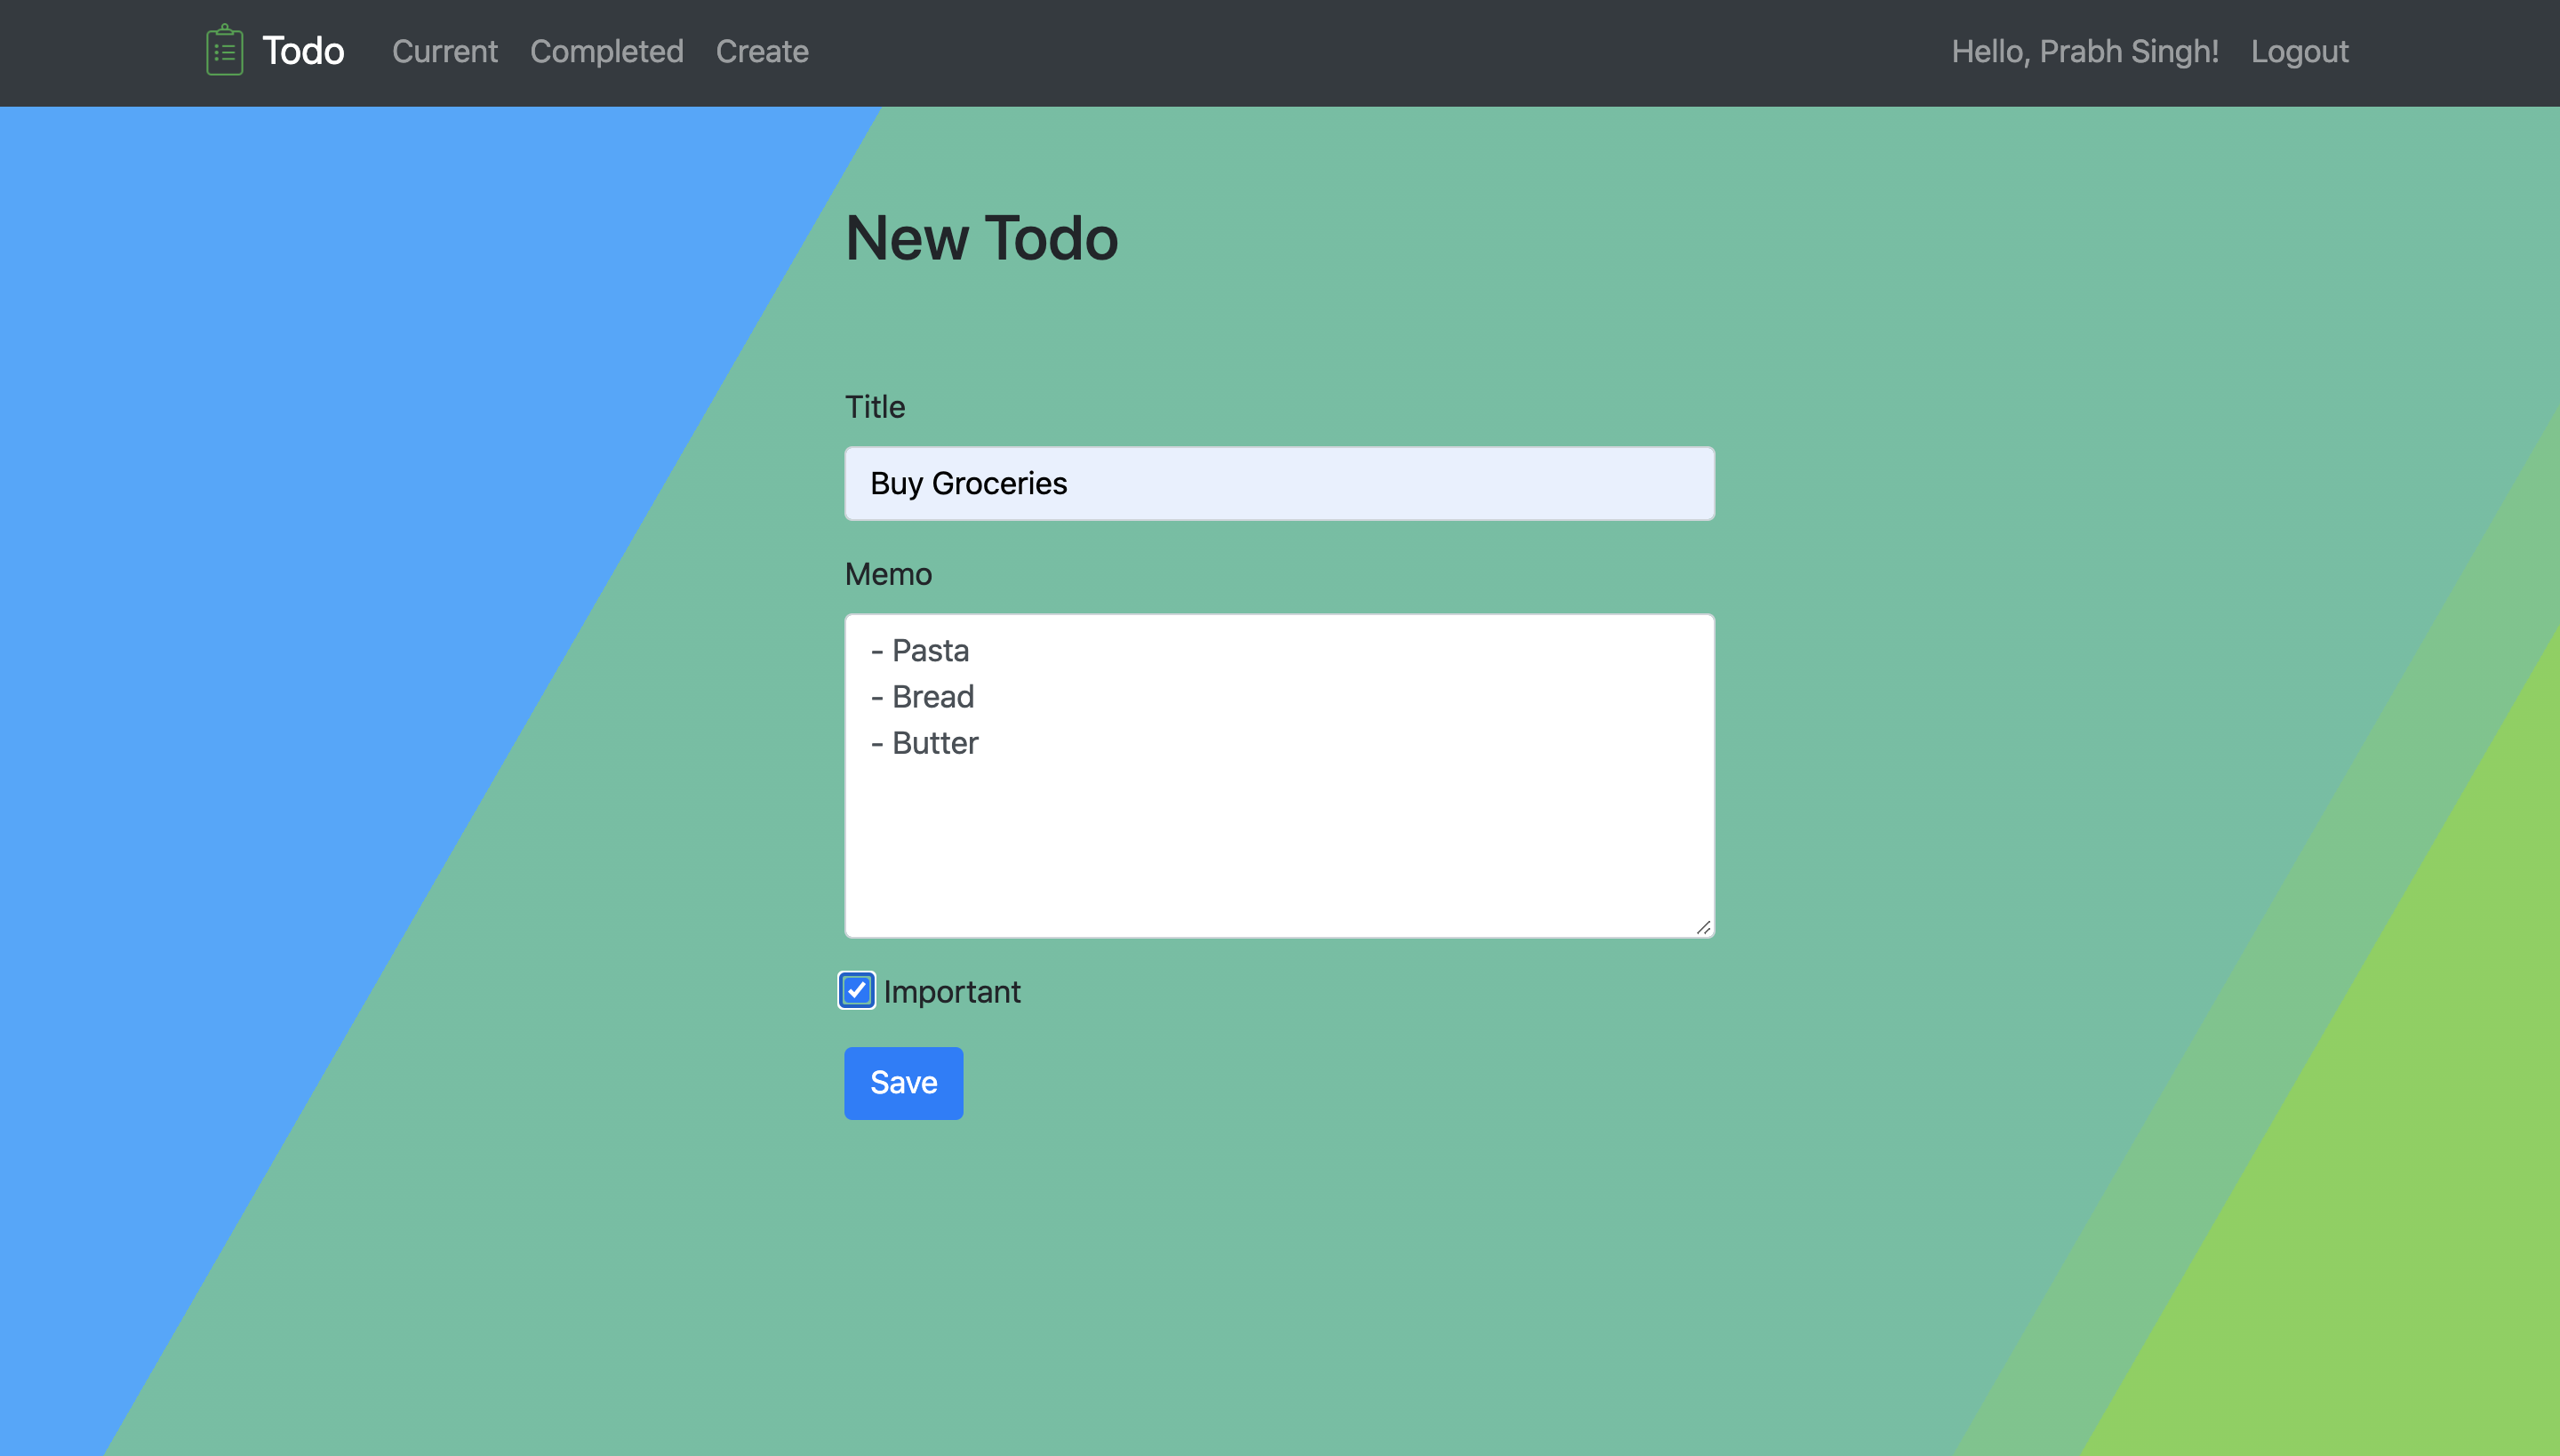 Todo Current Completed Create Hello, Prabh Singh! Logout
New Todo
Title
Buy Groceries
Memo
- Pasta
- Bread
- Butter
Important
Save